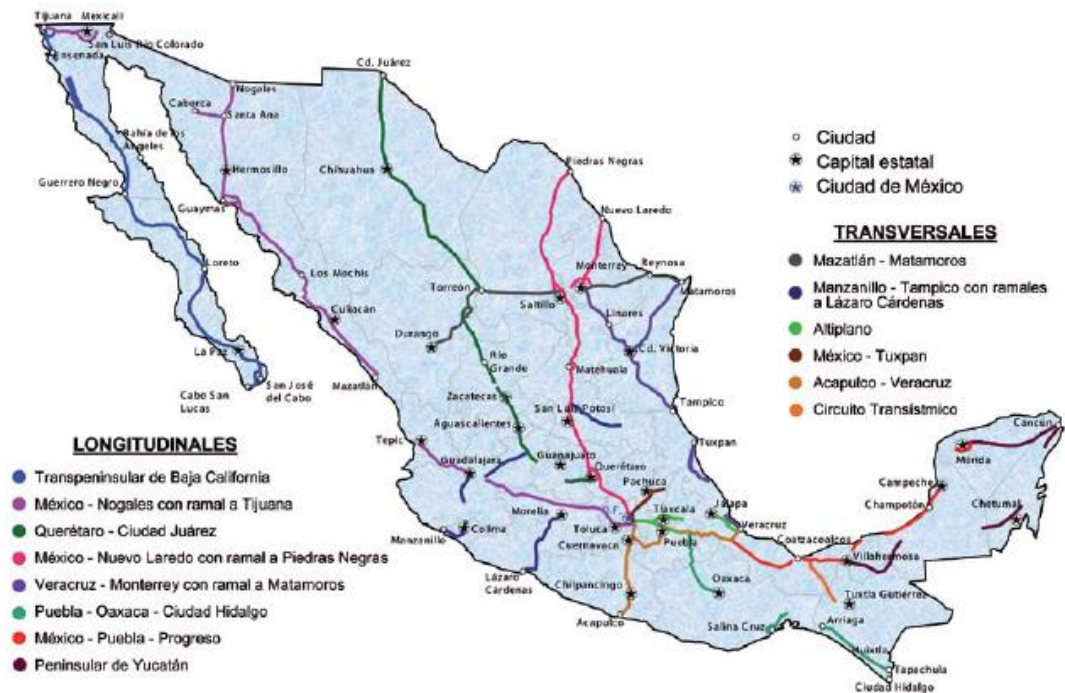 Tijuana
Mexicali
San Luis Río Colorado
Ensenada
Cd. Juárez
Nogales
Caborca
Santa Ana
Bahía de los
Ángeles
Hermosillo
Chihuahua
Piedras Negras
Guerrero Negro
Guaymas
Nuevo Laredo
Loreto
Los Mochis
Torreón
Monterrey
Reynosa
Saltillo
Matamoros
Culiacán
Durango
Linares
La Paz
Cd. Victoria
Río
Grande
Matehuala
Cabo San
Lucas
San José
del Cabo
Mazatlán
Zacatecas
San Luis Potosí
Tampico
Aguascalientes
Tepic
Guadalajara
Guanajuato
Querétaro
Tuxpan
Pachuca
Morelia
D.F.
Tlaxcala
Jalapa
Manzanillo
Colima
Toluca
Cuernavaca
Puebla
Veracruz
Lázaro
Cárdenas
Chilpancingo
Oaxaca
Acapulco
Salina Cruz
Coatzacoalcos
Villahermosa
Tuxtla Gutiérrez
Arriaga
Huixtla
Tapachula
Ciudad Hidalgo
Campeche
Champotón
Mérida
Cancún
Chetumal
Ciudad
Capital estatal
Ciudad de México
TRANSVERSALES
Mazatlán - Matamoros
Manzanillo - Tampico con ramales
a Lázaro Cárdenas
Altiplano
México - Tuxpan
Acapulco - Veracruz
Circuito Transístmico
LONGITUDINALES
Transpeninsular de Baja California
México - Nogales con ramal a Tijuana
Querétaro - Ciudad Juárez
México - Nuevo Laredo con ramal a Piedras Negras
Veracruz - Monterrey con ramal a Matamoros
Puebla - Oaxaca - Ciudad Hidalgo
México - Puebla - Progreso
Peninsular de Yucatán